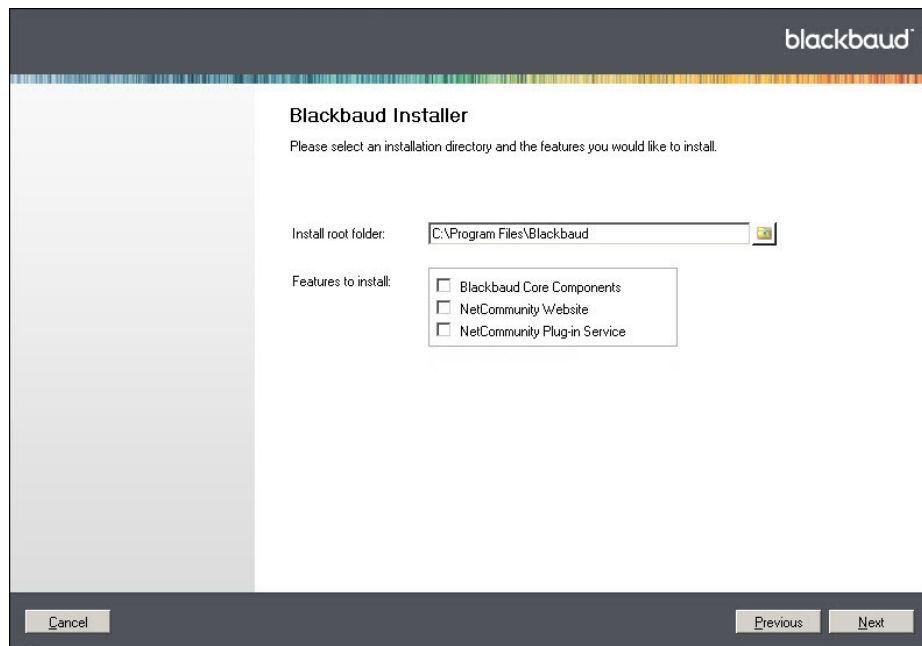 blackbaud
Blackbaud Installer
Please select an installation directory and the features you would like to install.
Install root folder: C:\Program Files\Blackbaud
Features to install:
Blackbaud Core Components
NetCommunity Website
NetCommunity Plug-in Service
Cancel Previous Next